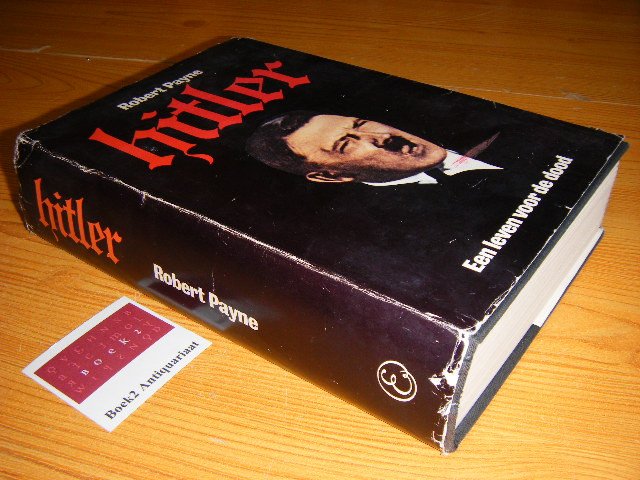 Robert Payne
hitler
Een leven voor de dood
hitler
Robert Payne
E
BOEK2
Boek2 Antiquariaat